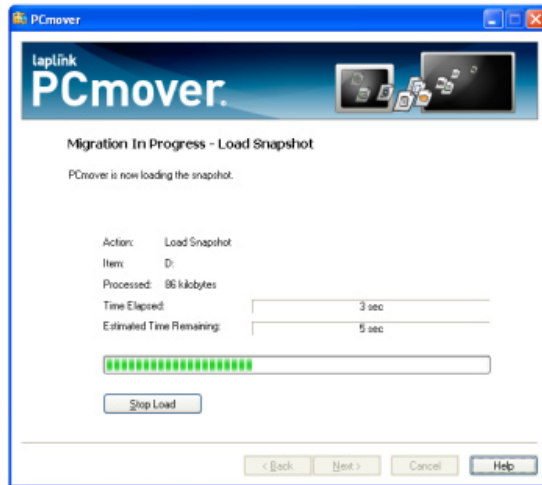 PCmover
laplink
PCmover.
Migration In Progress - Load Snapshot
PCmover is now loading the snapshot.
Action: Load Snapshot
Item: D:
Processed: 86 kilobytes
Time Elapsed: 3 sec
Estimated Time Remaining: 5 sec
Stop Load
< Back Next > Cancel Help